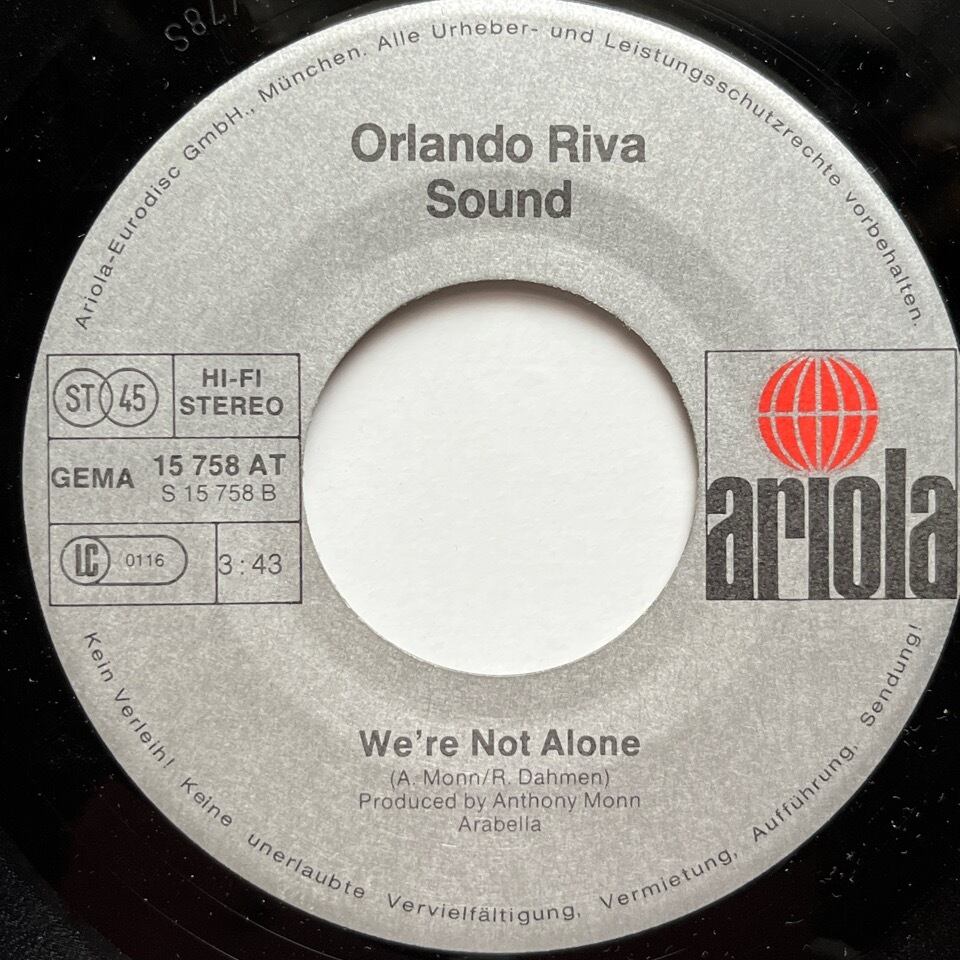 Ariola-Eurodisc GmbH., München. Alle Urheber- und Leistungsschutzrechte vorbehalten.
Orlando Riva
Sound
ST 45
HI-FI
STEREO
GEMA
15 758 AT
S 15 758 B
LC 0116
3:43
ariola
We're Not Alone
(A. Monn/R. Dahmen)
Produced by Anthony Monn
Arabella
Kein Verleih! Keine unerlaubte Vervielfältigung, Vermietung, Aufführung, Sendung!